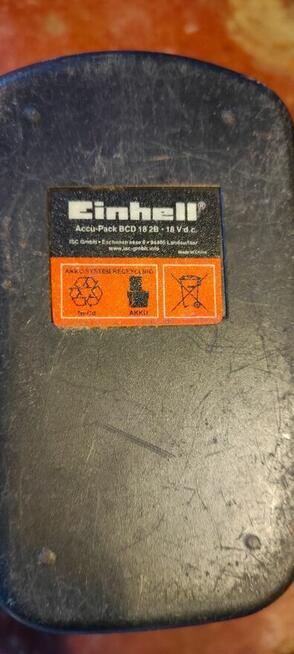 Einhell®
Accu-Pack BCD 18 2B • 18 V d.c.
ISC GmbH • Eschenstrasse 6 • 94405 Landau/Isar
www.isc-gmbh.info
Made in China
AKKU SYSTEM RECYCLING
Ni-Cd
AKKU